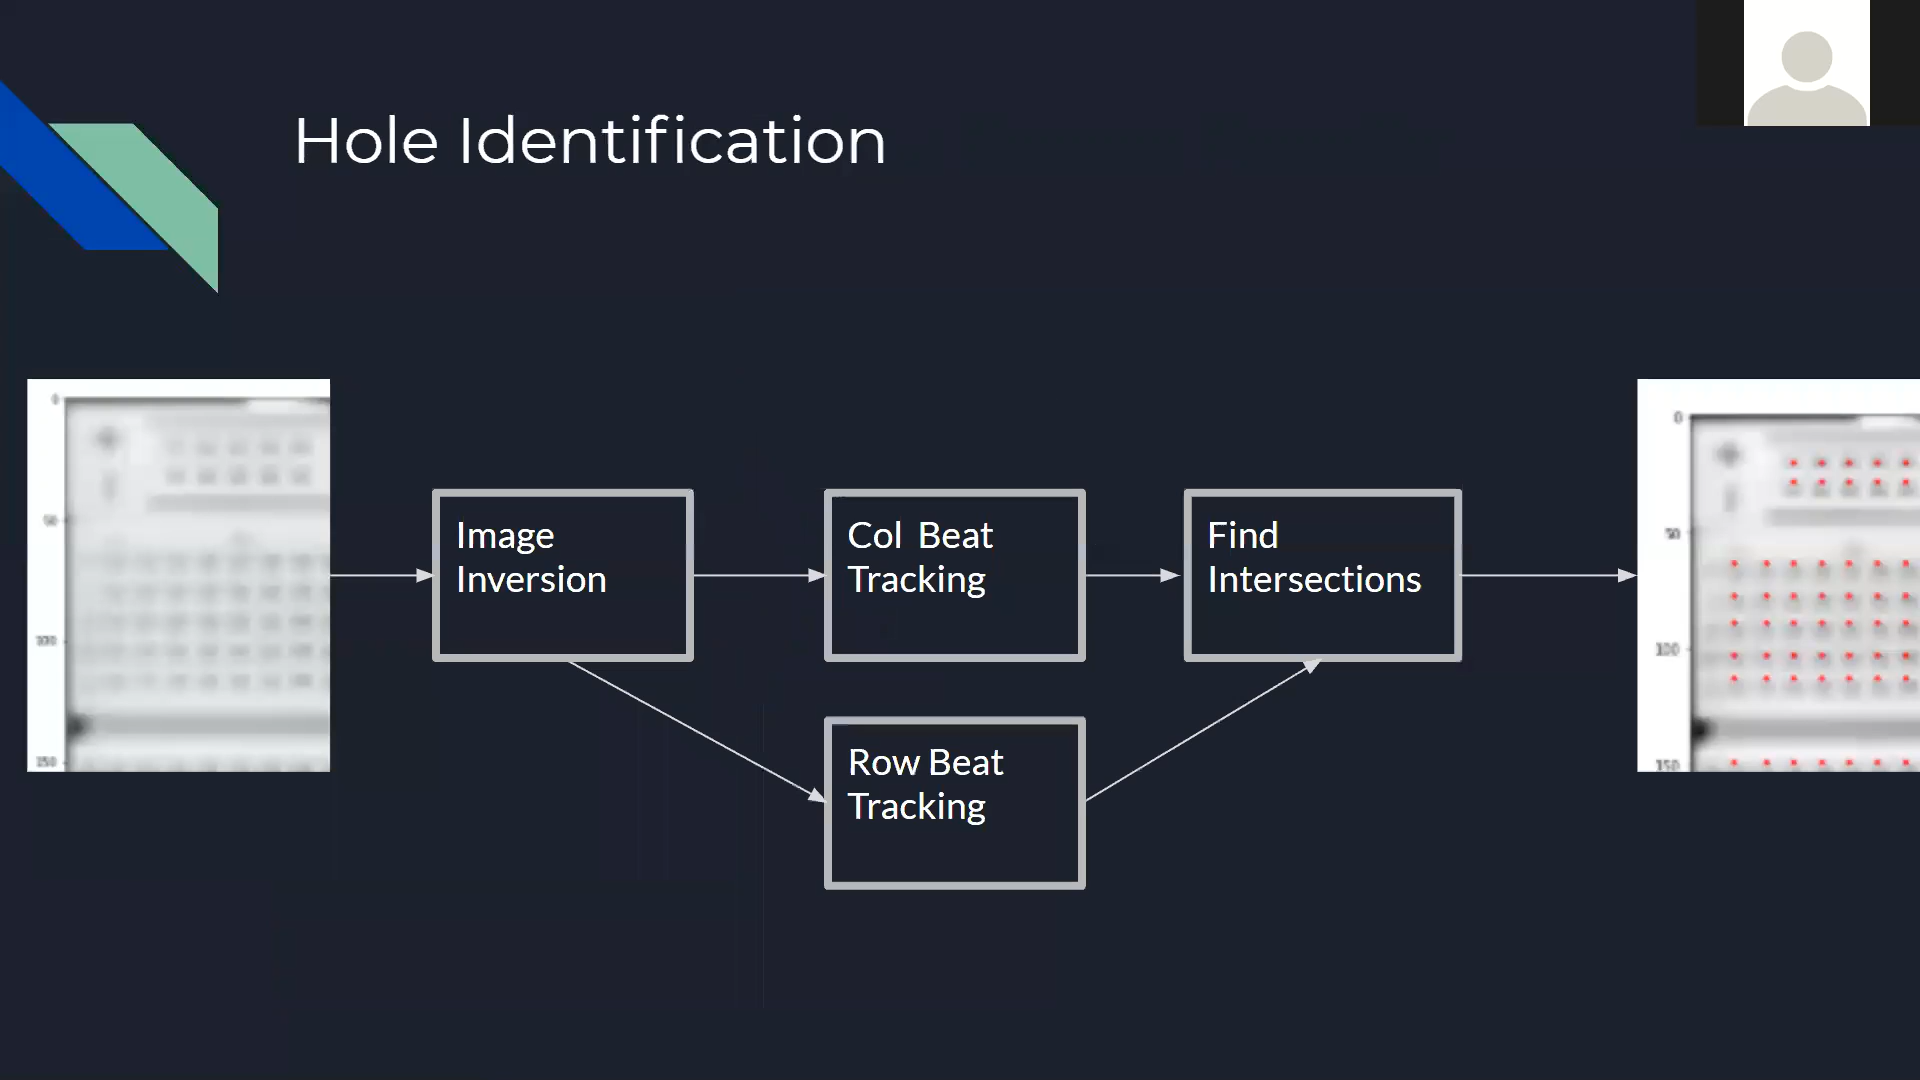 Hole Identification
0
50
100
150
Image
Inversion
Col Beat
Tracking
Find
Intersections
Row Beat
Tracking
0
50
100
150